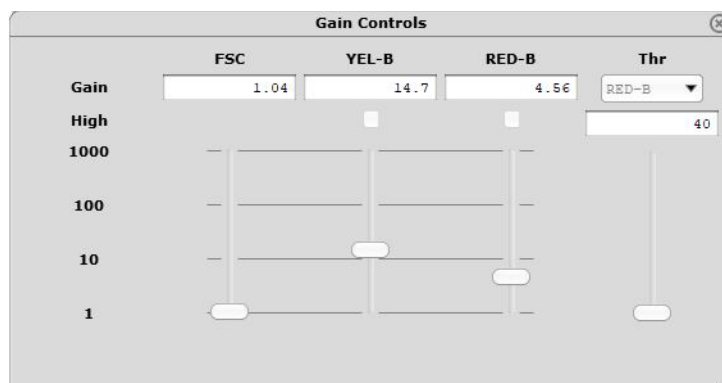 Gain Controls
FSC YEL-B RED-B Thr
Gain 1.04 14.7 4.56 RED-B
High 40
1000
100
10
1